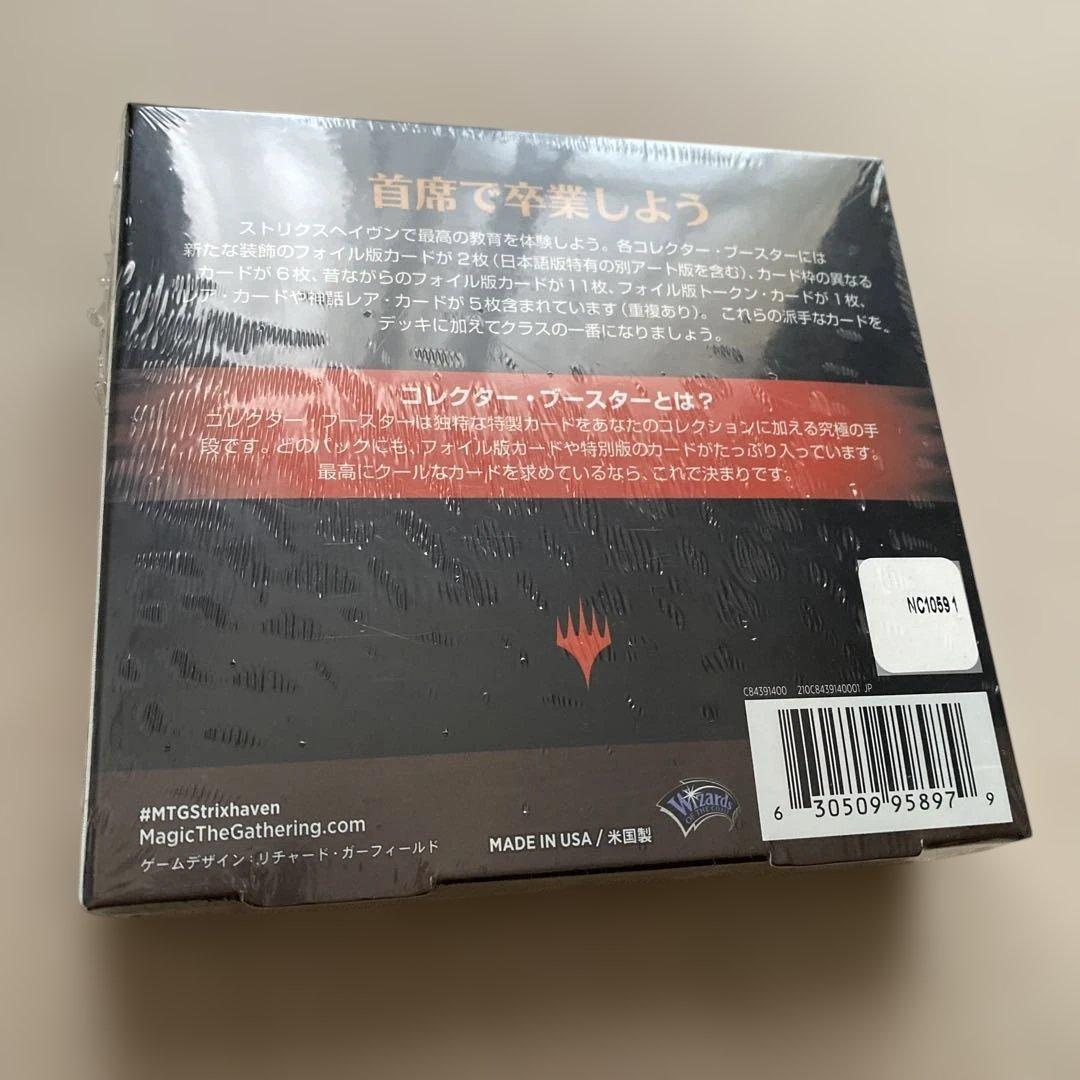 首席で卒業しよう
ストリクスヘイヴンで最高の教育を体験しよう。各コレクター・ブースターには
新たな装飾のフォイル版カードが2枚(日本語版特有の別アート版を含む)、カード枠の異なる
カードが6枚、昔ながらのフォイル版カードが11枚、フォイル版トークン・カードが1枚、
レア・カードや神話レア・カードが5枚含まれています(重複あり)。これらの派手なカードを
デッキに加えてクラスの一番になりましょう。
コレクター・ブースターとは?
コレクター・ブースターは独特な特製カードをあなたのコレクションに加える究極の手
段です。どのパックにも、フォイル版カードや特別版のカードがたっぷり入っています。
最高にクールなカードを求めているなら、これで決まりです。
NC10591
C84391400 210C8439140001 JP
6 30509 95897 9
#MTGStrixhaven
MagicTheGathering.com
ゲームデザイン:リチャード・ガーフィールド
MADE IN USA / 米国製
Wizards
OF THE COAST